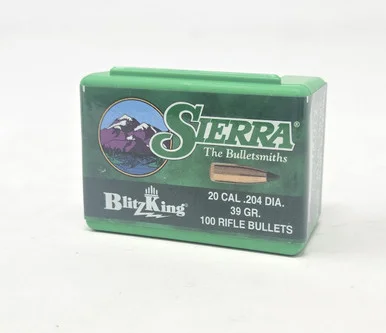 SIERRA®
The Bulletsmiths
BlitzKing
20 CAL .204 DIA.
39 GR.
100 RIFLE BULLETS